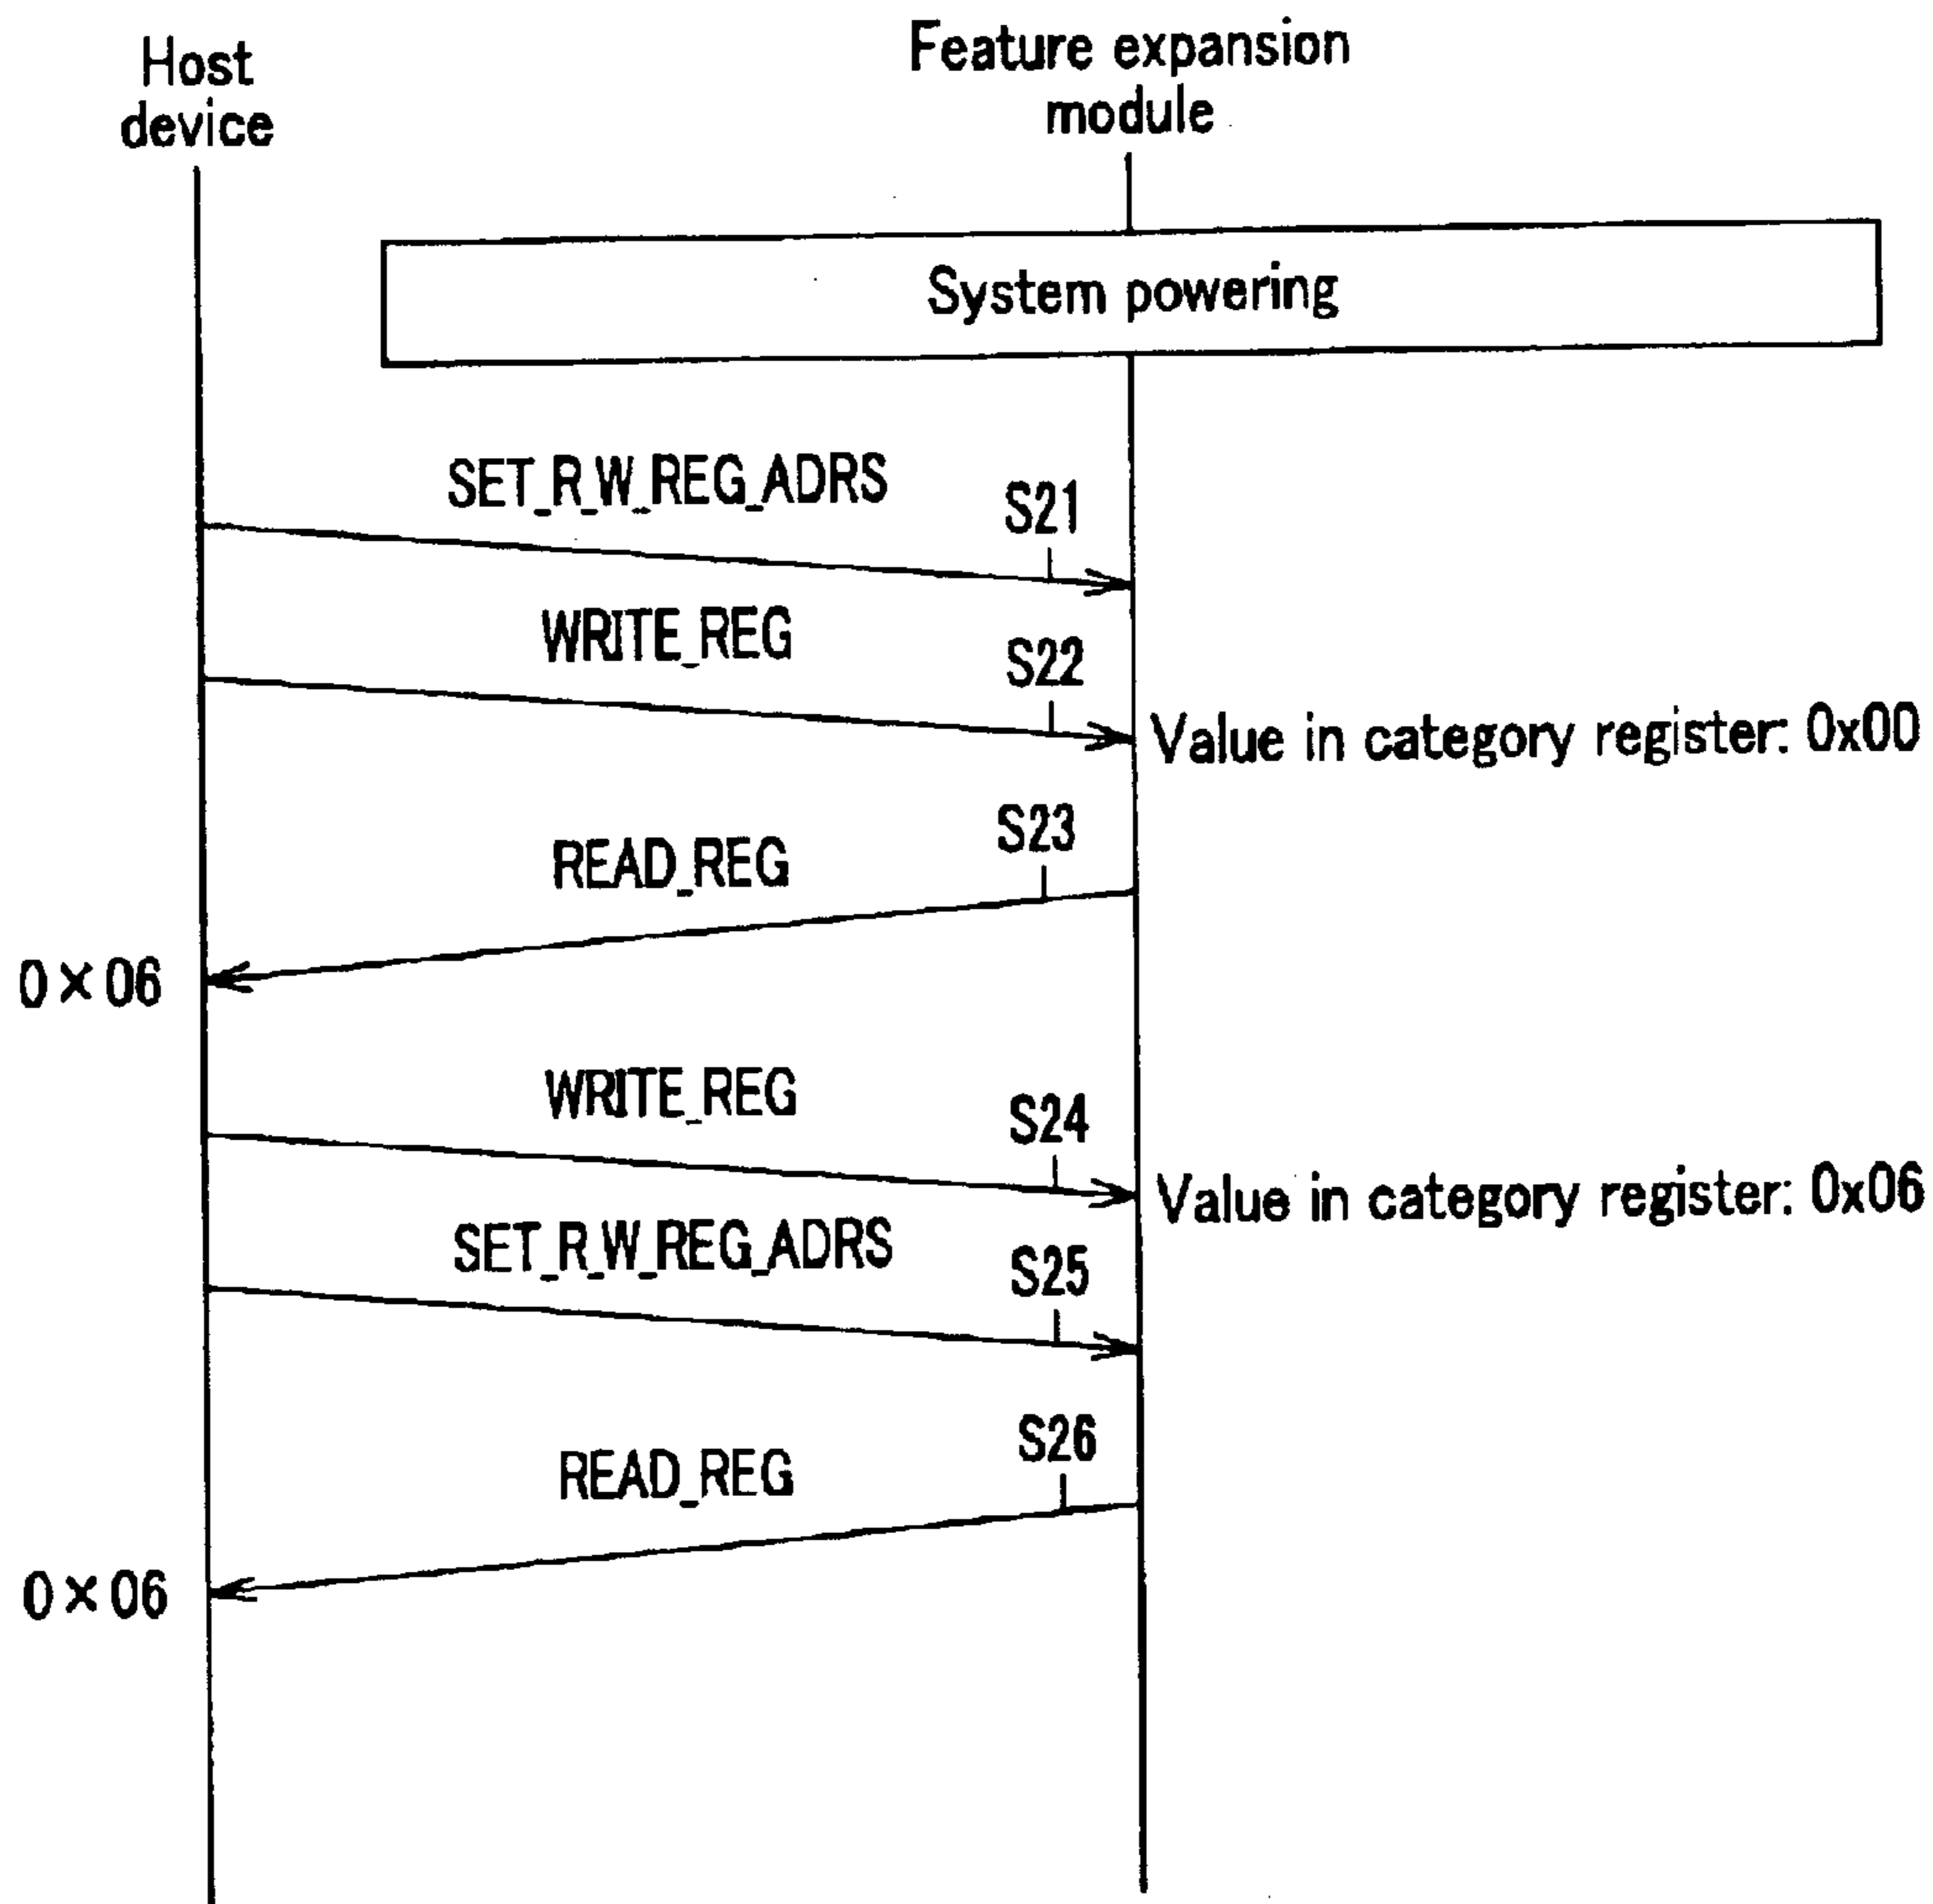 Host
device
Feature expansion
module
System powering
SET_R_W_REG_ADRS
S21
WRITE_REG
S22
Value in category register: 0x00
READ_REG
S23
0×06
WRITE_REG
S24
Value in category register: 0x06
SET_R_W_REG_ADRS
S25
READ_REG
S26
0×06